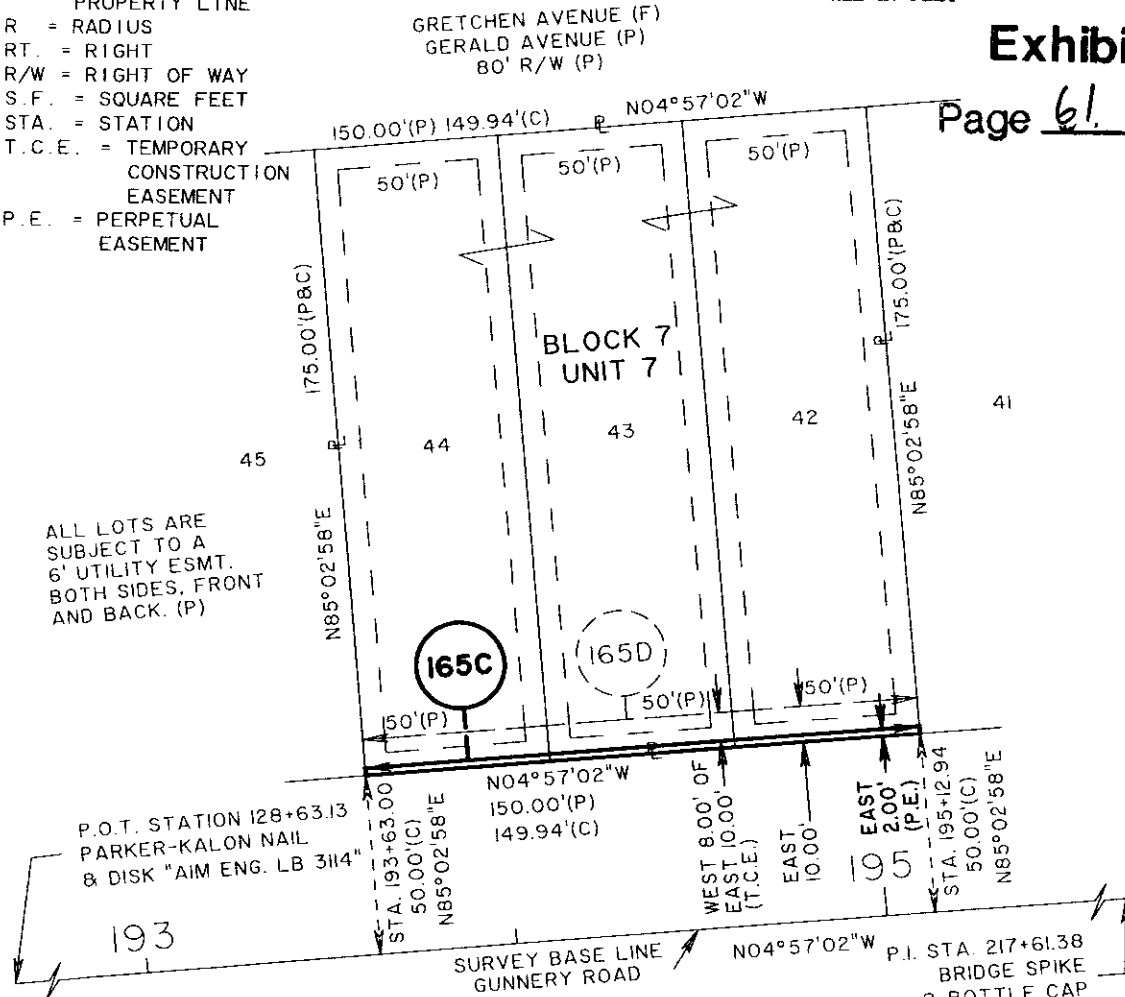 PROPERTY LINE
R = RADIUS
RT. = RIGHT
R/W = RIGHT OF WAY
S.F. = SQUARE FEET
STA. = STATION
T.C.E. = TEMPORARY
CONSTRUCTION
EASEMENT
P.E. = PERPETUAL
EASEMENT
GRETCHEN AVENUE (F)
GERALD AVENUE (P)
80' R/W (P)
Exhibi
Page 61.
150.00'(P) 149.94'(C)
N04°57'02"W
50'(P)
50'(P)
50'(P)
175.00'(P&C)
175.00'(P&C)
BLOCK 7
UNIT 7
45
44
43
42
41
N85°02'58"E
N85°02'58"E
ALL LOTS ARE
SUBJECT TO A
6' UTILITY ESMT.
BOTH SIDES, FRONT
AND BACK. (P)
165C
165D
50'(P)
50'(P)
50'(P)
N04°57'02"W
150.00'(P)
149.94'(C)
P.O.T. STATION 128+63.13
PARKER-KALON NAIL
& DISK "AIM ENG. LB 3114"
STA. 193+63.00
50.00'(C)
N85°02'58"E
WEST 8.00' OF
EAST 10.00'
(T.C.E.)
EAST
10.00'
EAST
2.00'
(P.E.)
STA. 195+12.94
50.00'(C)
N85°02'58"E
193
195
SURVEY BASE LINE
GUNNERY ROAD
N04°57'02"W
P.I. STA. 217+61.38
BRIDGE SPIKE
& BOTTLE CAP